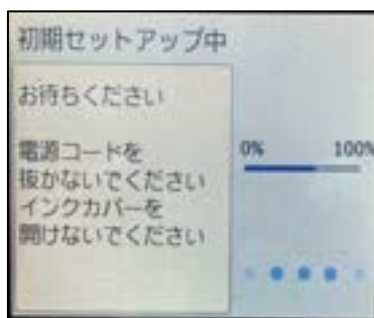 初期セットアップ中
お待ちください
電源コードを
抜かないでください
インクカバーを
開けないでください
0% 100%